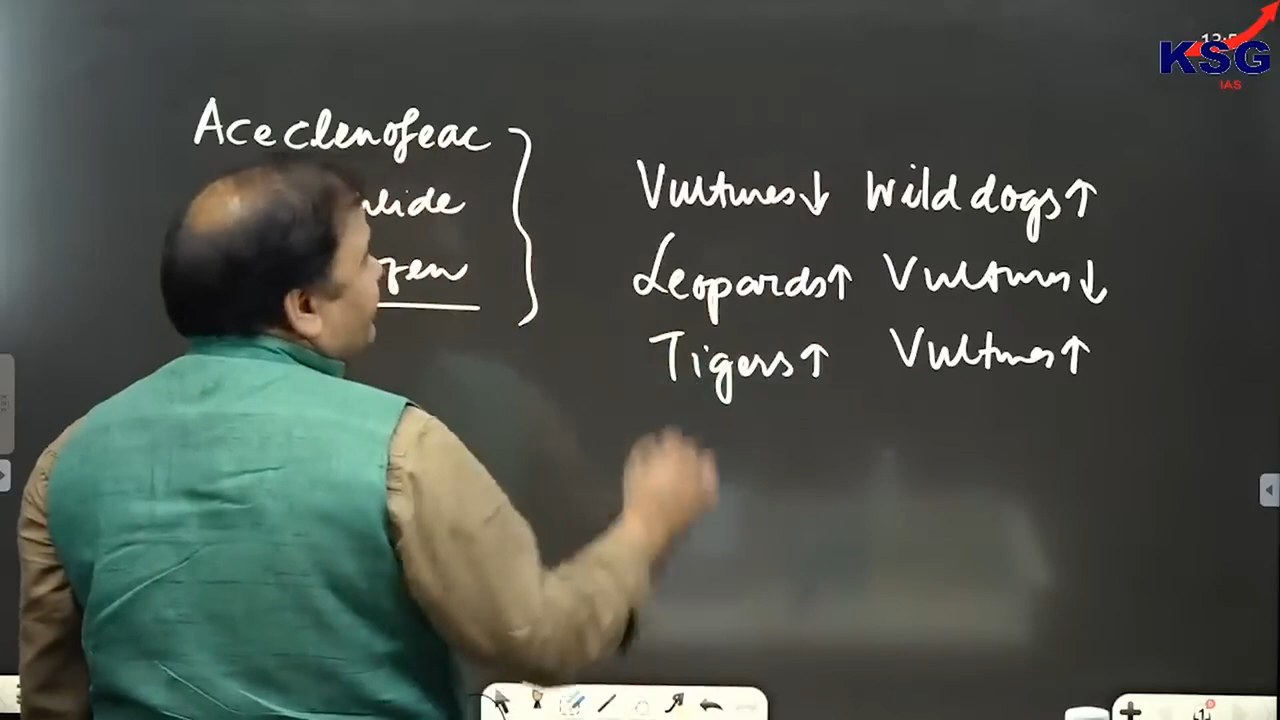 Aceclenofeac
Vultures↓ Wild dogs↑
Leopards↑ Vultures↓
Tigers↑ Vultures↑
KSG
IAS